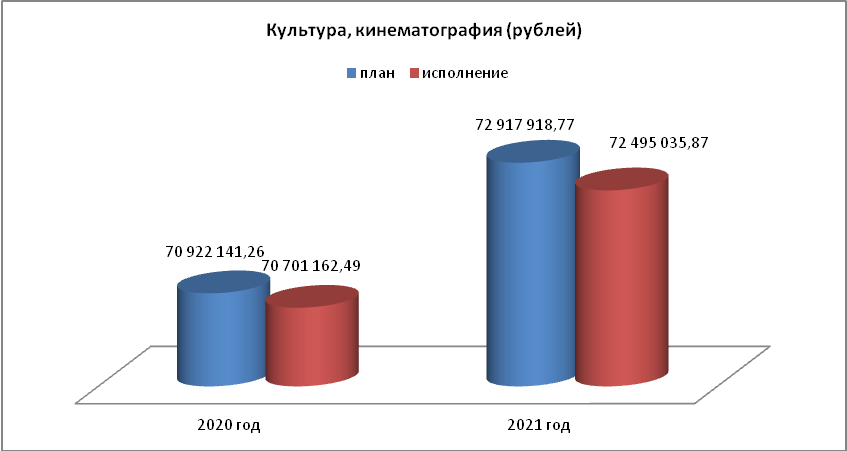 Культура, кинематография (рублей)
план исполнение
72 917 918,77
72 495 035,87
70 922 141,26
70 701 162,49
2020 год 2021 год